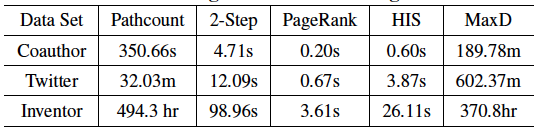 Data Set Pathcount 2-Step PageRank HIS MaxD
Coauthor 350.66s 4.71s 0.20s 0.60s 189.78m
Twitter 32.03m 12.09s 0.67s 3.87s 602.37m
Inventor 494.3 hr 98.96s 3.61s 26.11s 370.8hr